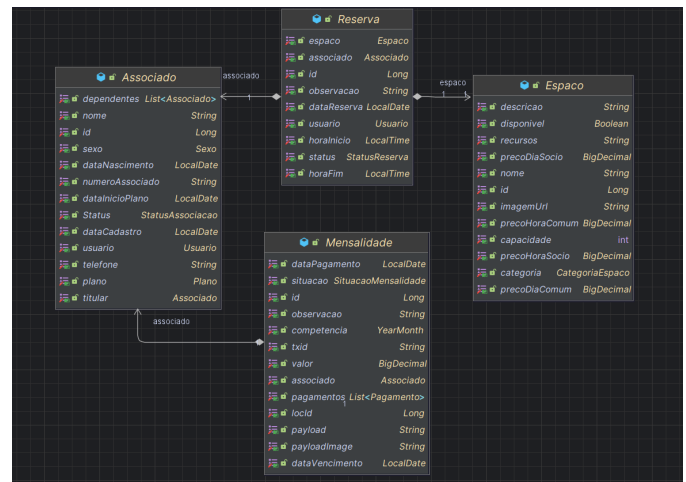 Reserva
espaco Espaco
associado Associado
id Long
observacao String
dataReserva LocalDate
usuario Usuario
horaInicio LocalTime
status StatusReserva
horaFim LocalTime
associado
1
espaco
1 1
Associado
dependentes List<Associado>
nome String
id Long
sexo Sexo
dataNascimento LocalDate
numeroAssociado String
dataInicioPlano LocalDate
Status StatusAssociacao
dataCadastro LocalDate
usuario Usuario
telefone String
plano Plano
titular Associado
Espaco
descricao String
disponivel Boolean
recursos String
precoDiaSocio BigDecimal
nome String
id Long
imagemUrl String
precoHoraComum BigDecimal
capacidade int
precoHoraSocio BigDecimal
categoria CategoriaEspaco
precoDiaComum BigDecimal
associado
Mensalidade
dataPagamento LocalDate
situacao SituacaoMensalidade
id Long
observacao String
competencia YearMonth
txid String
valor BigDecimal
associado Associado
pagamentos List<Pagamento>
1
locId Long
payload String
payloadImage String
dataVencimento LocalDate